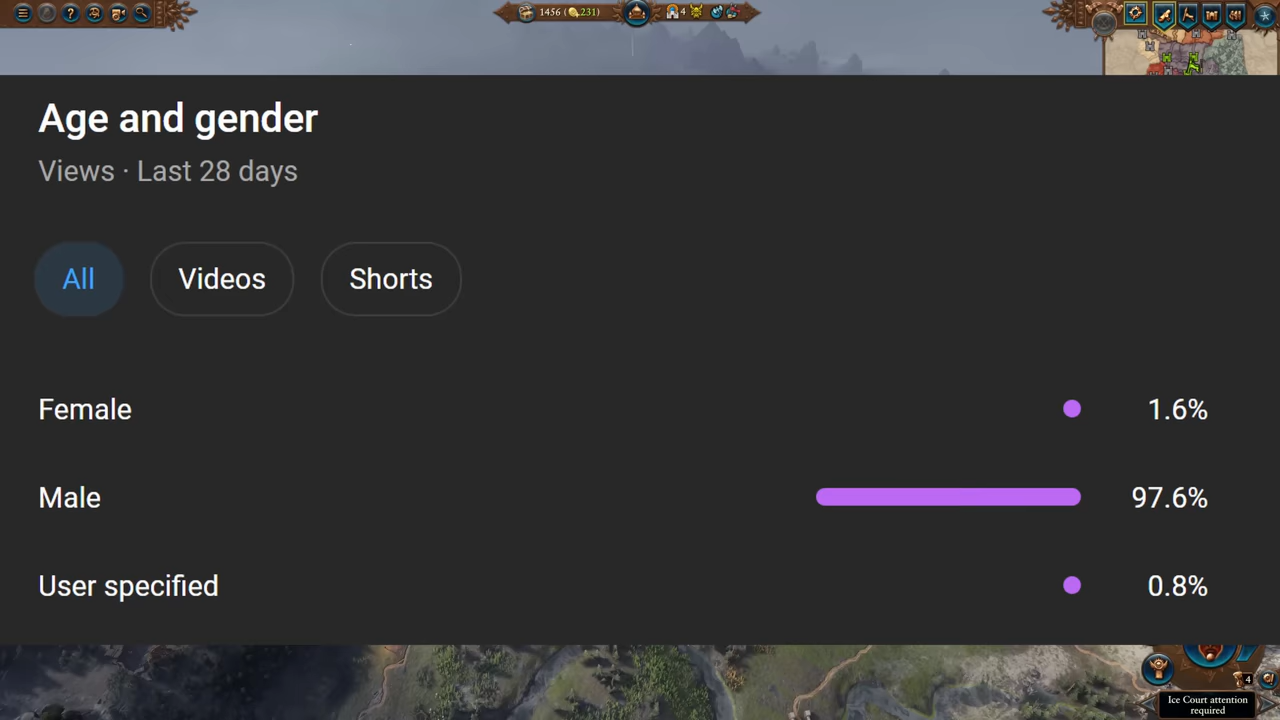 1456 (231)
4
Age and gender
Views · Last 28 days
All
Videos
Shorts
Female
1.6%
Male
97.6%
User specified
0.8%
4
Ice Court attention
required